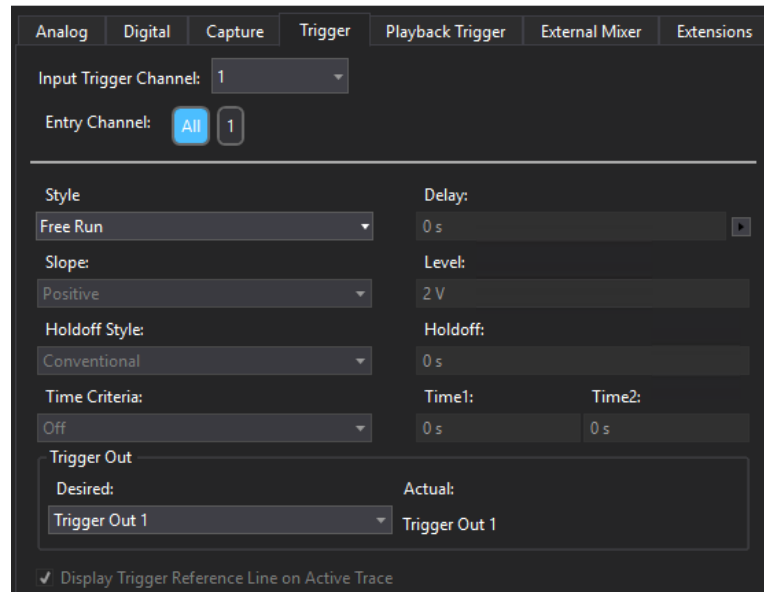 Analog Digital Capture Trigger Playback Trigger External Mixer Extensions
Input Trigger Channel: 1
Entry Channel: All 1
Style Delay:
Free Run 0 s
Slope: Level:
Positive 2 V
Holdoff Style: Holdoff:
Conventional 0 s
Time Criteria: Time1: Time2:
Off 0 s 0 s
Trigger Out
Desired: Actual:
Trigger Out 1 Trigger Out 1
Display Trigger Reference Line on Active Trace